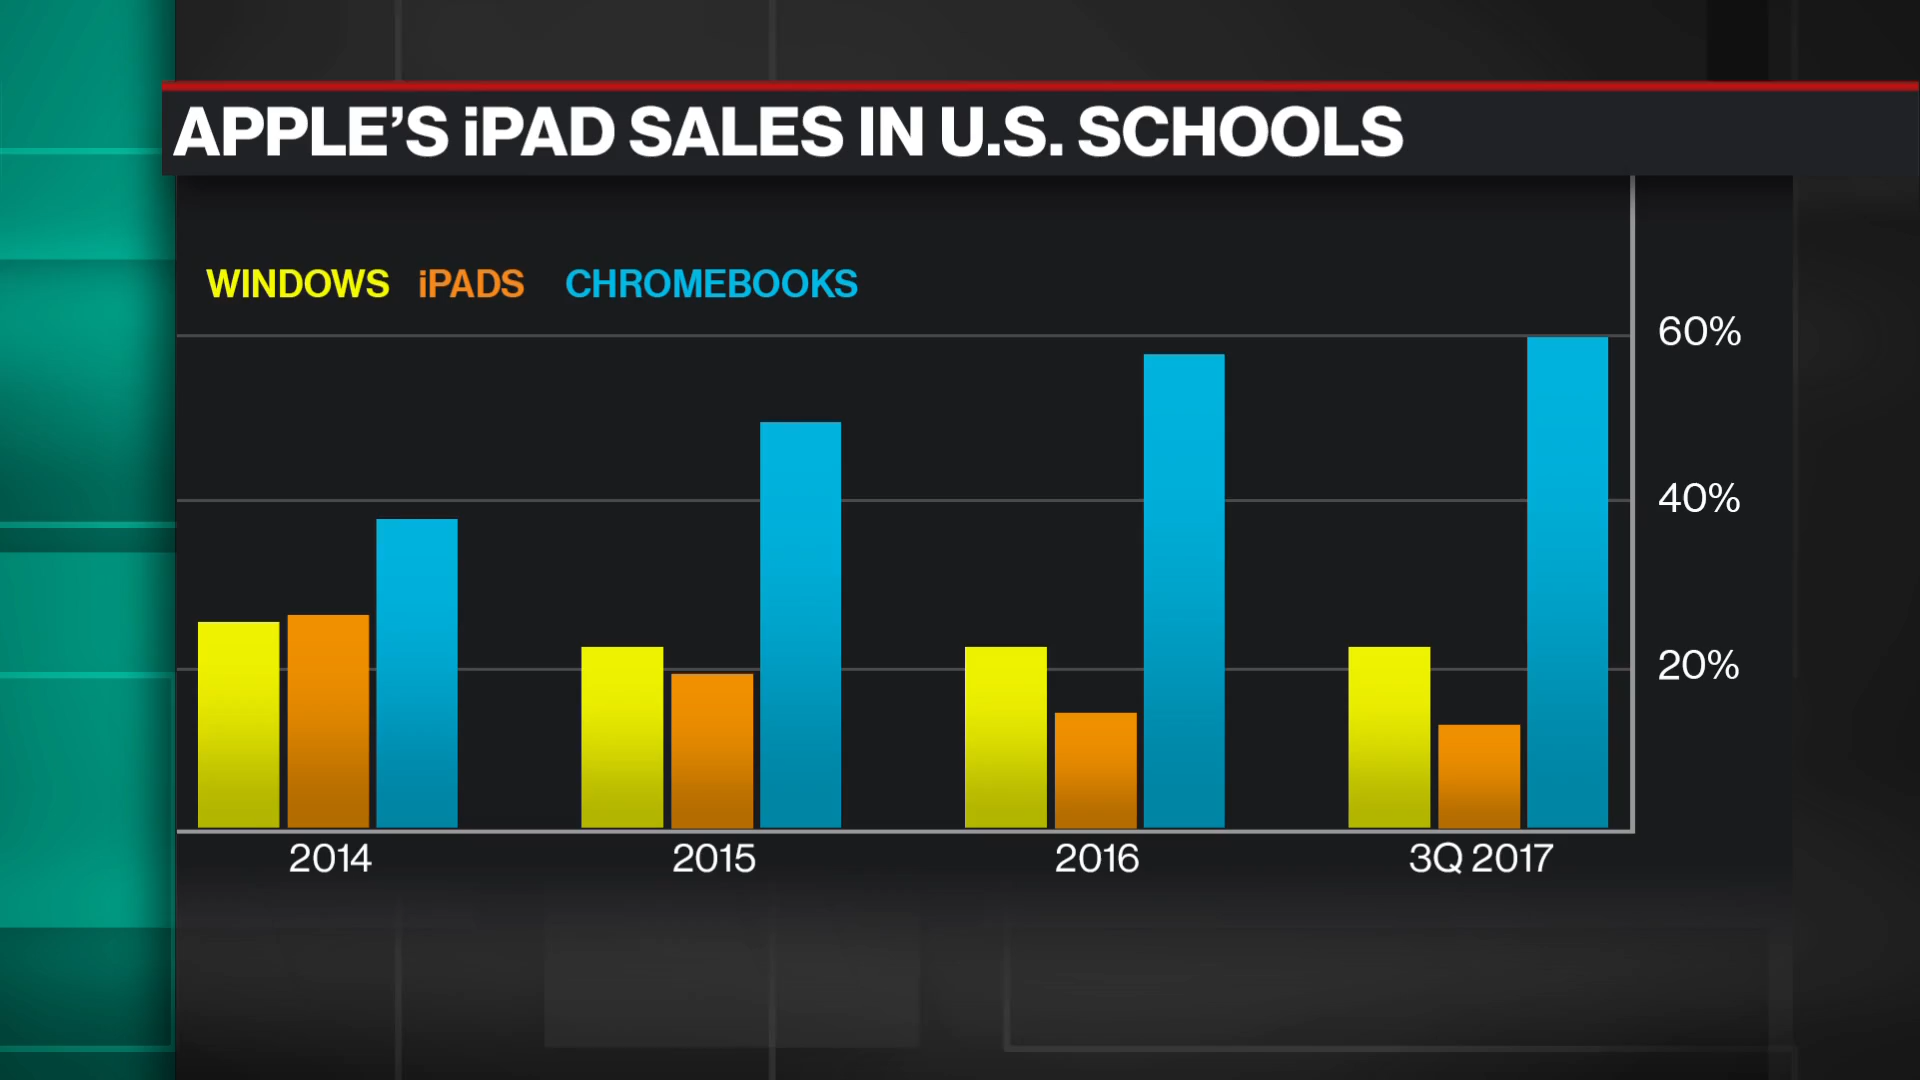 APPLE'S iPAD SALES IN U.S. SCHOOLS
WINDOWS iPADS CHROMEBOOKS
60%
40%
20%
2014 2015 2016 3Q 2017